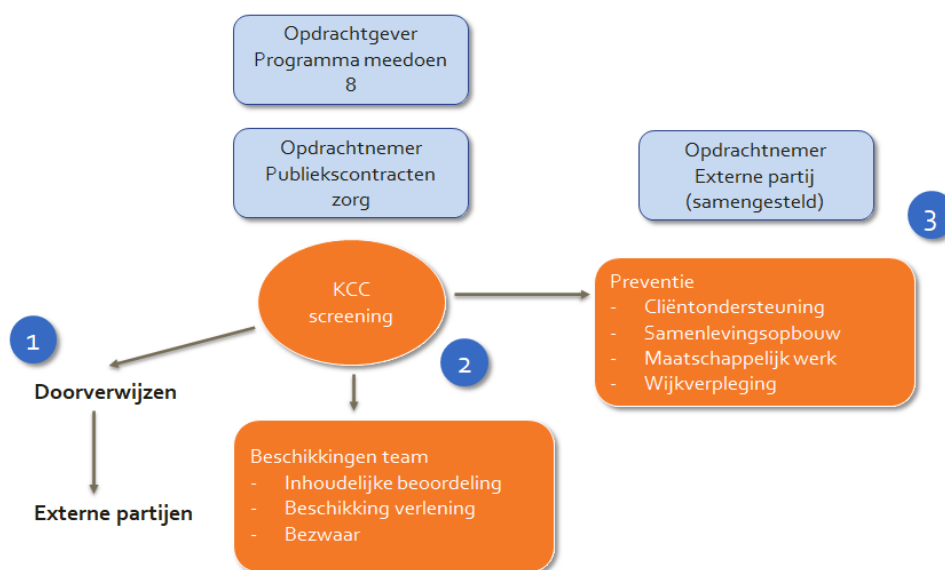 Opdrachtgever
Programma meedoen
8
Opdrachtnemer
Publiekscontracten
zorg
Opdrachtnemer
Externe partij
(samengesteld)
3
KCC
screening
Preventie
- Cliëntondersteuning
- Samenlevingsopbouw
- Maatschappelijk werk
- Wijkverpleging
1
2
Doorverwijzen
Externe partijen
Beschikkingen team
- Inhoudelijke beoordeling
- Beschikking verlening
- Bezwaar